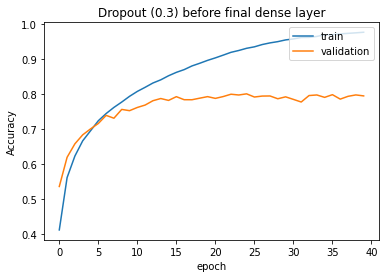 Dropout (0.3) before final dense layer
1.0
0.9
0.8
0.7
0.6
0.5
0.4
Accuracy
train
validation
0 5 10 15 20 25 30 35 40
epoch